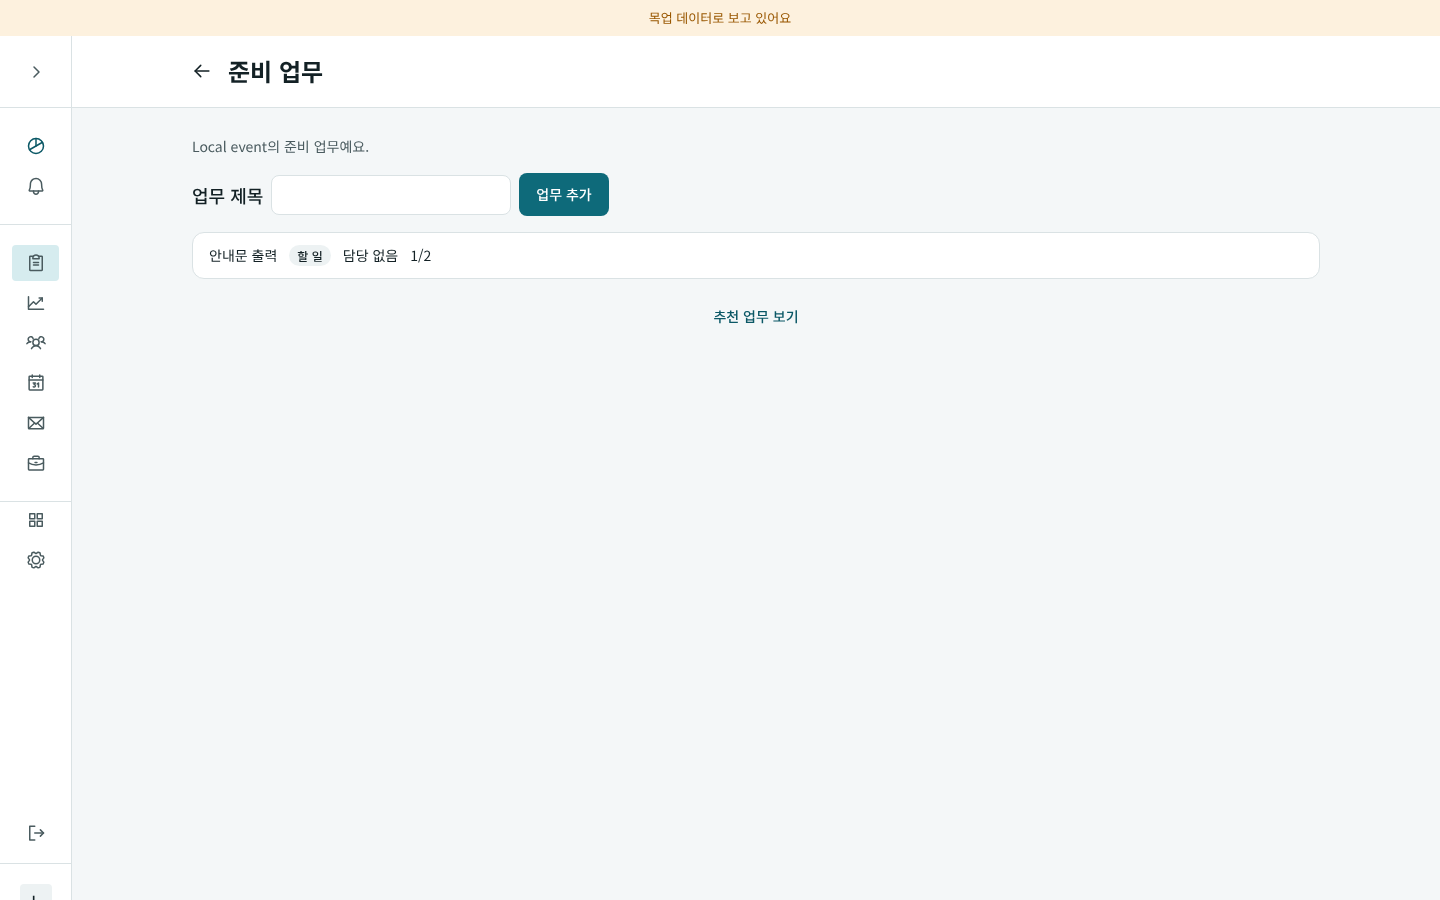 목업 데이터로 보고 있어요
준비 업무
Local event의 준비 업무예요.
업무 제목
업무 추가
안내문 출력 할 일 담당 없음 1/2
추천 업무 보기
31